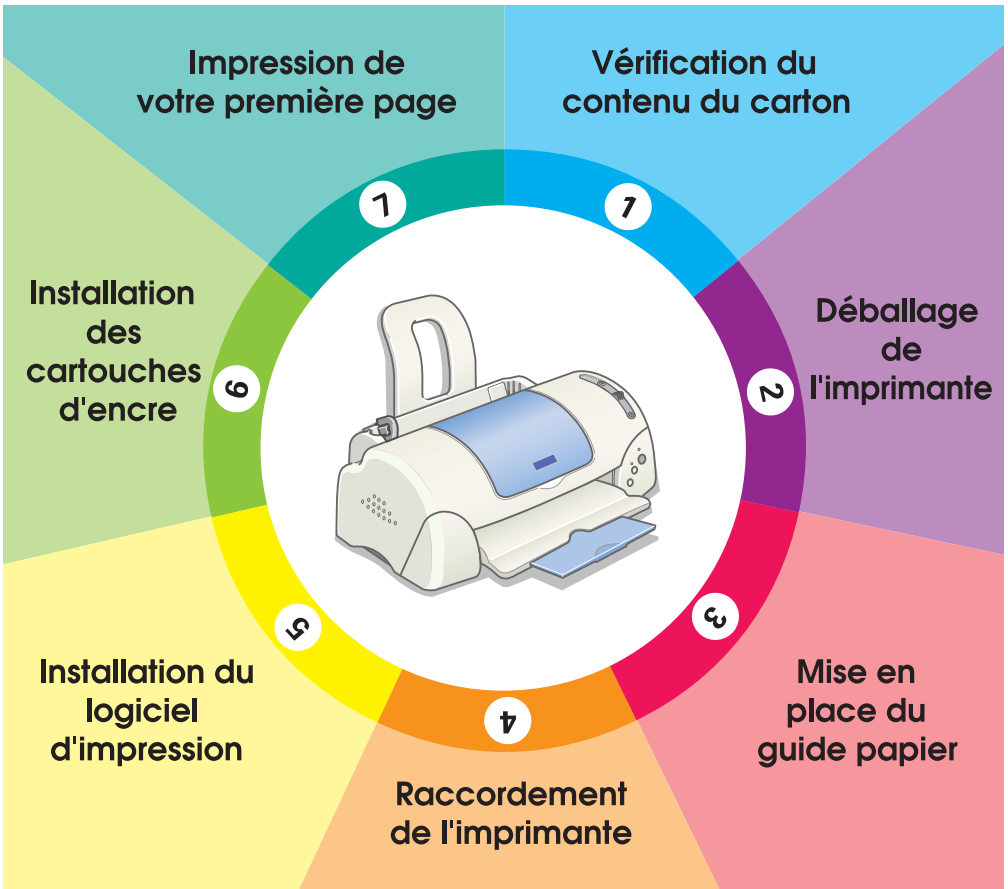 1
Vérification du
contenu du carton
2
Déballage
de
l'imprimante
3
Mise en
place du
guide papier
4
Raccordement
de l'imprimante
5
Installation du
logiciel
d'impression
6
Installation
des
cartouches
d'encre
7
Impression de
votre première page